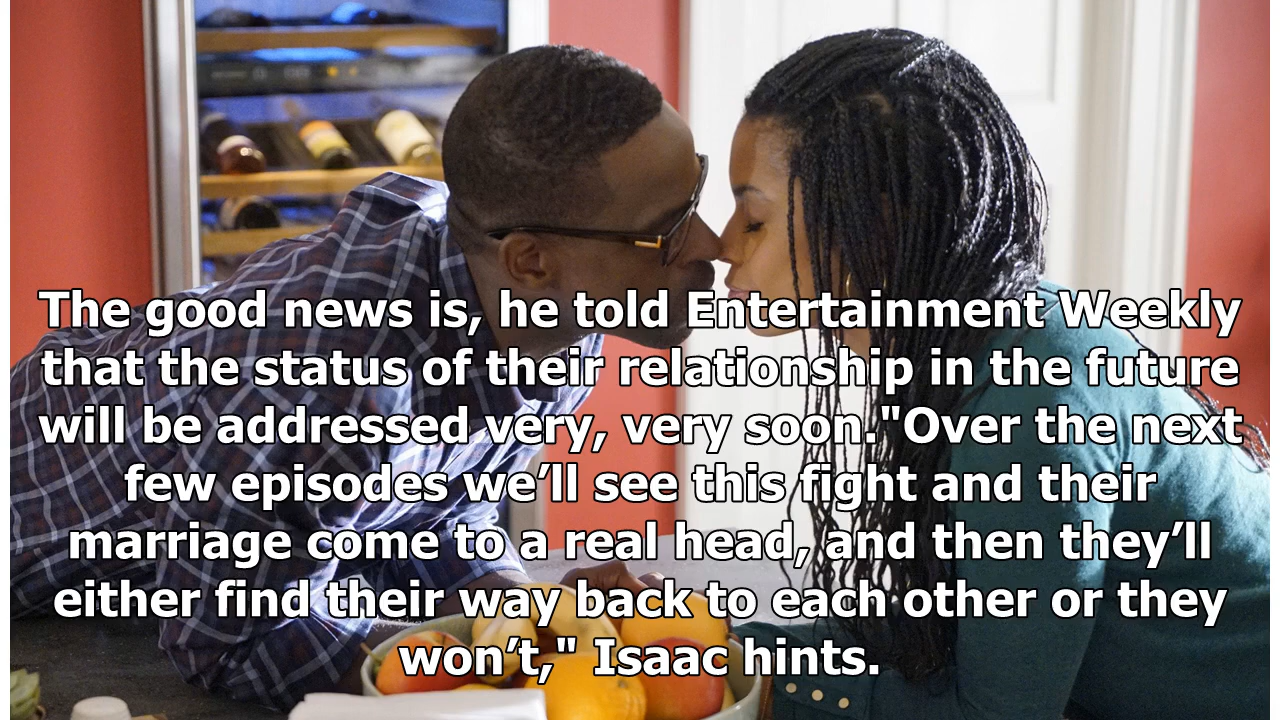 The good news is, he told Entertainment Weekly
that the status of their relationship in the future
will be addressed very, very soon."Over the next
few episodes we’ll see this fight and their
marriage come to a real head, and then they’ll
either find their way back to each other or they
won’t," Isaac hints.